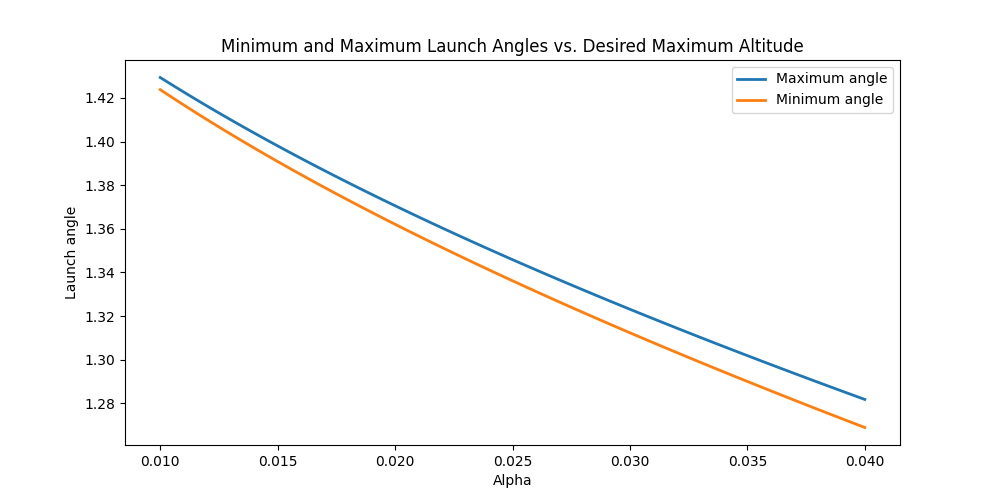 Minimum and Maximum Launch Angles vs. Desired Maximum Altitude
Maximum angle
Minimum angle
1.42
1.40
1.38
1.36
1.34
1.32
1.30
1.28
Launch angle
0.010 0.015 0.020 0.025 0.030 0.035 0.040
Alpha